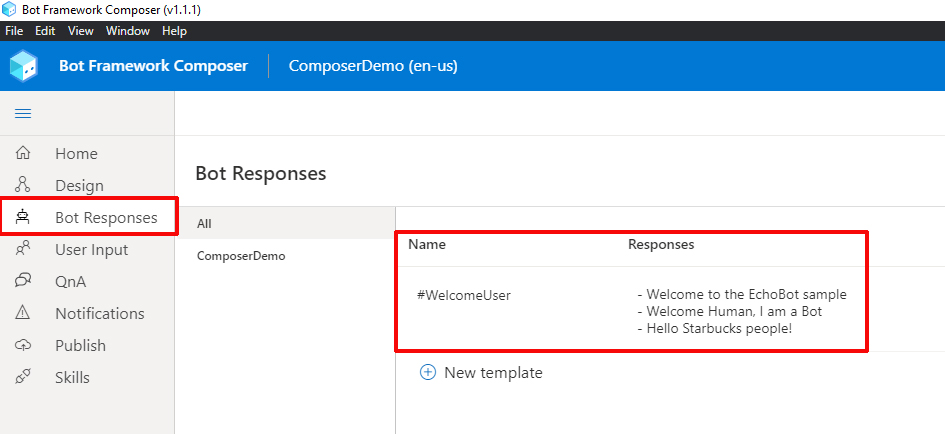 Bot Framework Composer (v1.1.1)
File Edit View Window Help
Bot Framework Composer ComposerDemo (en-us)
Home
Design
Bot Responses
User Input
QnA
Notifications
Publish
Skills
Bot Responses
All
ComposerDemo
Name Responses
#WelcomeUser
- Welcome to the EchoBot sample
- Welcome Human, I am a Bot
- Hello Starbucks people!
New template